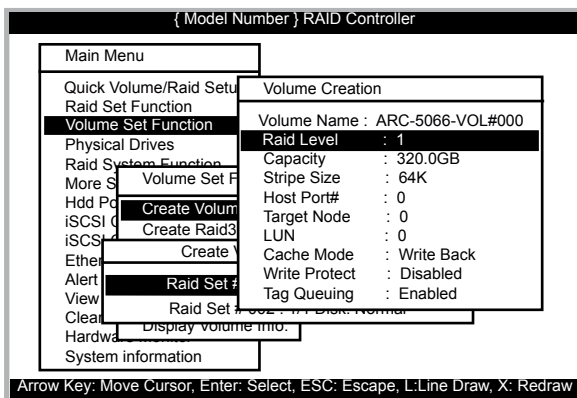 { Model Number } RAID Controller
Main Menu
Quick Volume/Raid Setu
Raid Set Function
Volume Set Function
Physical Drives
Raid System Function
More S
Hdd Po
iSCSI
iSCSI
Ether
Alert
View
Clear
Hardware Monitor
System information
Volume Set F
Create Volum
Create Raid3
Display Volume Info.
Create
Raid Set #
Raid Set # 002 : 1/1 Disk: Normal
Volume Creation
Volume Name : ARC-5066-VOL#000
Raid Level : 1
Capacity : 320.0GB
Stripe Size : 64K
Host Port# : 0
Target Node : 0
LUN : 0
Cache Mode : Write Back
Write Protect : Disabled
Tag Queuing : Enabled
Arrow Key: Move Cursor, Enter: Select, ESC: Escape, L:Line Draw, X: Redraw